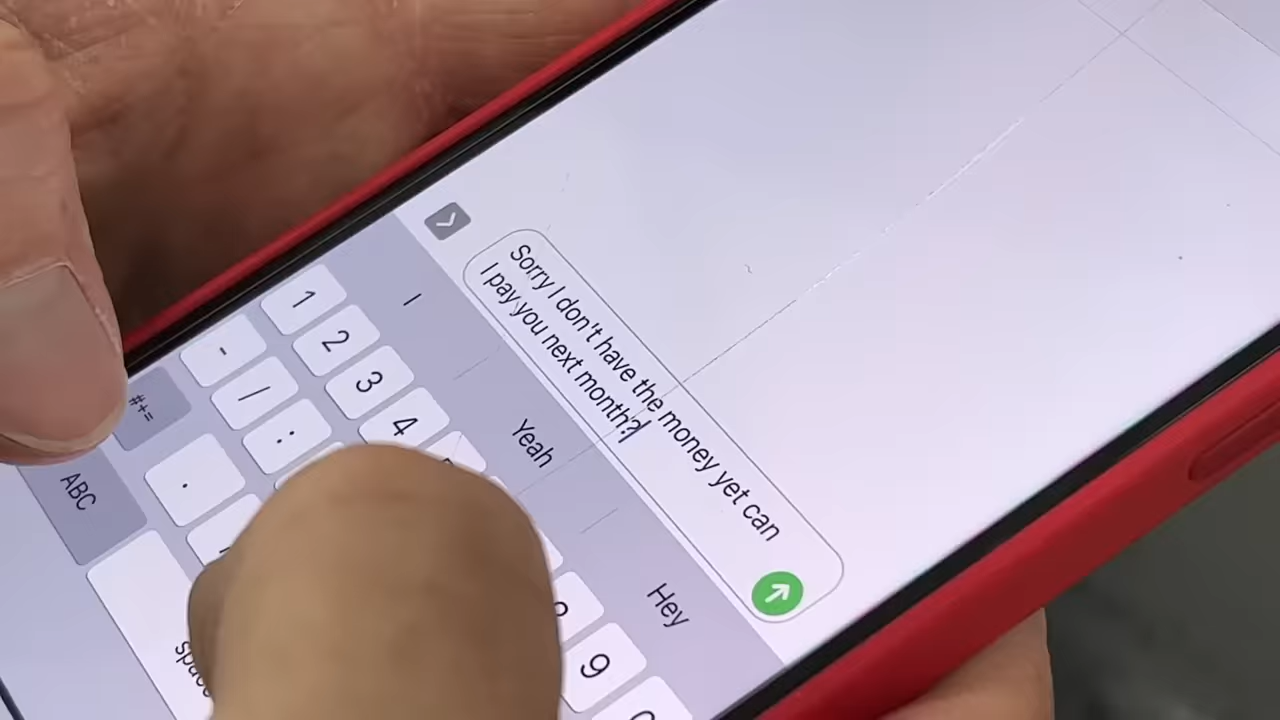 Sorry I don't have the money yet can
I pay you next month?
I
Yeah
Hey
1
2
3
4
9
-
/
:
#+=
.
ABC